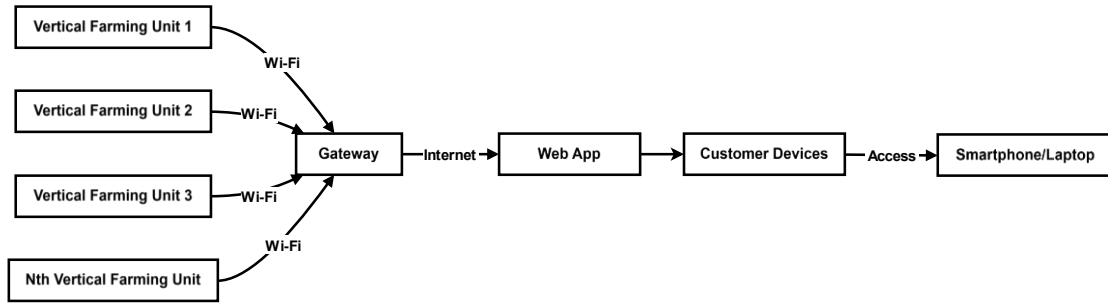 Vertical Farming Unit 1
Wi-Fi
Vertical Farming Unit 2
Wi-Fi
Gateway
Internet
Web App
Customer Devices
Access
Smartphone/Laptop
Vertical Farming Unit 3
Wi-Fi
Wi-Fi
Nth Vertical Farming Unit